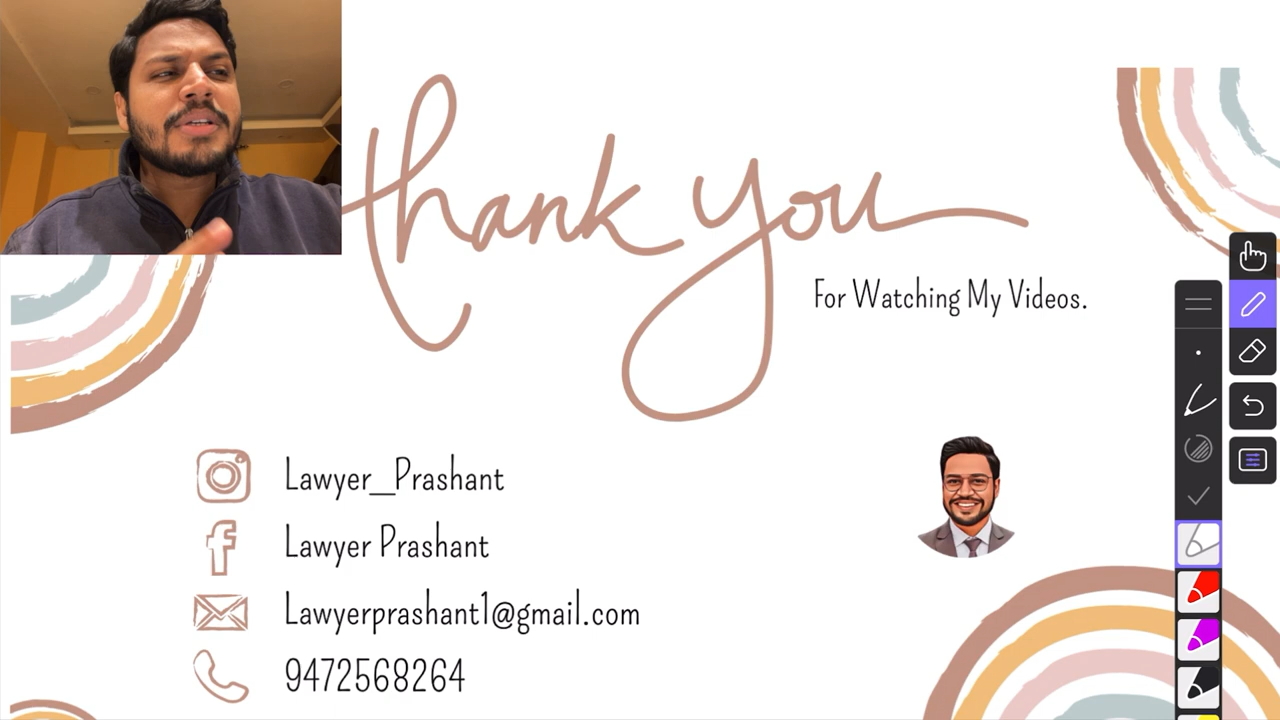 Thank you
For Watching My Videos.
Lawyer_Prashant
Lawyer Prashant
Lawyerprashant1@gmail.com
9472568264